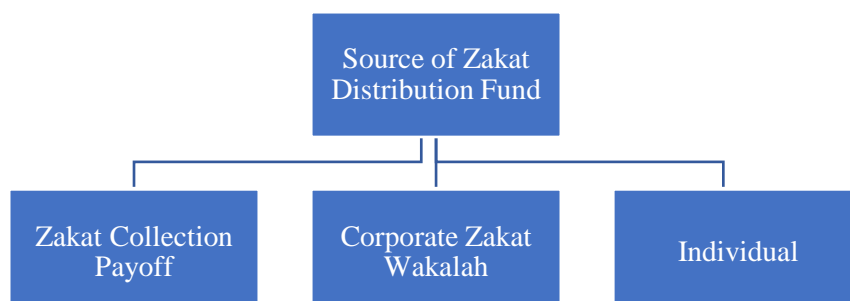 Source of Zakat
Distribution Fund
Zakat Collection
Payoff
Corporate Zakat
Wakalah
Individual